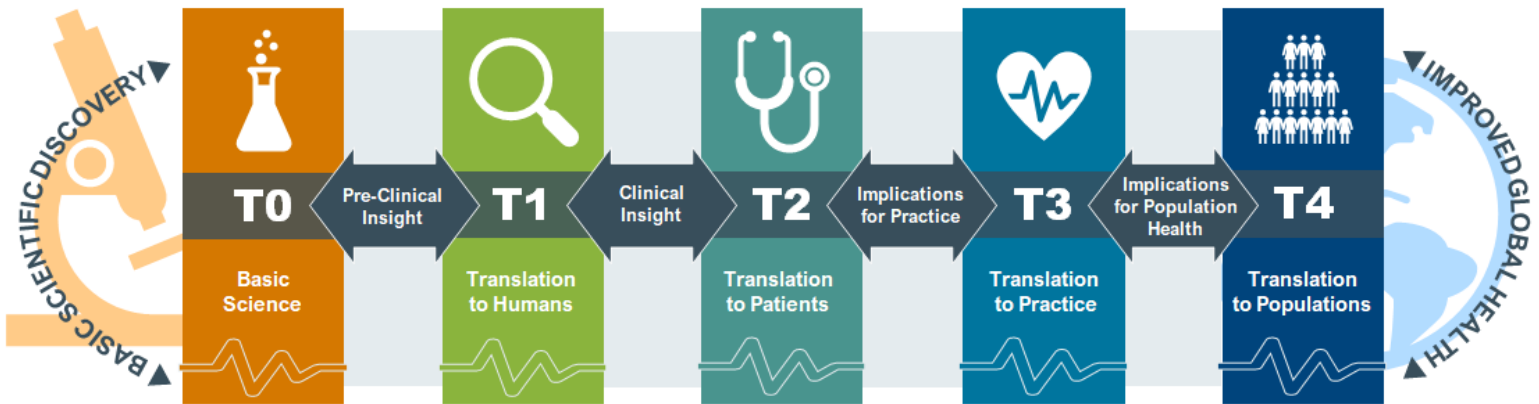 BASIC SCIENTIFIC DISCOVERY
T0
Basic
Science
Pre-Clinical
Insight
T1
Translation
to Humans
Clinical
Insight
T2
Translation
to Patients
Implications
for Practice
T3
Translation
to Practice
Implications
for Population
Health
T4
Translation
to Populations
IMPROVED GLOBAL HEALTH